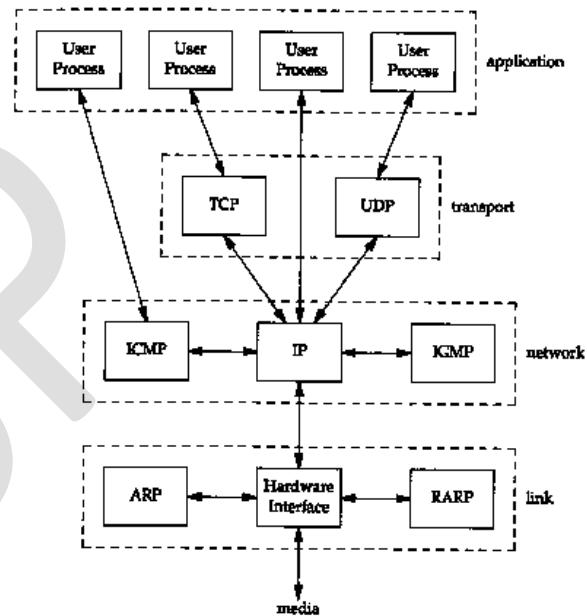 User
Process
User
Process
User
Process
User
Process
application
TCP
UDP
transport
ICMP
IP
IGMP
network
ARP
Hardware
Interface
RARP
link
media